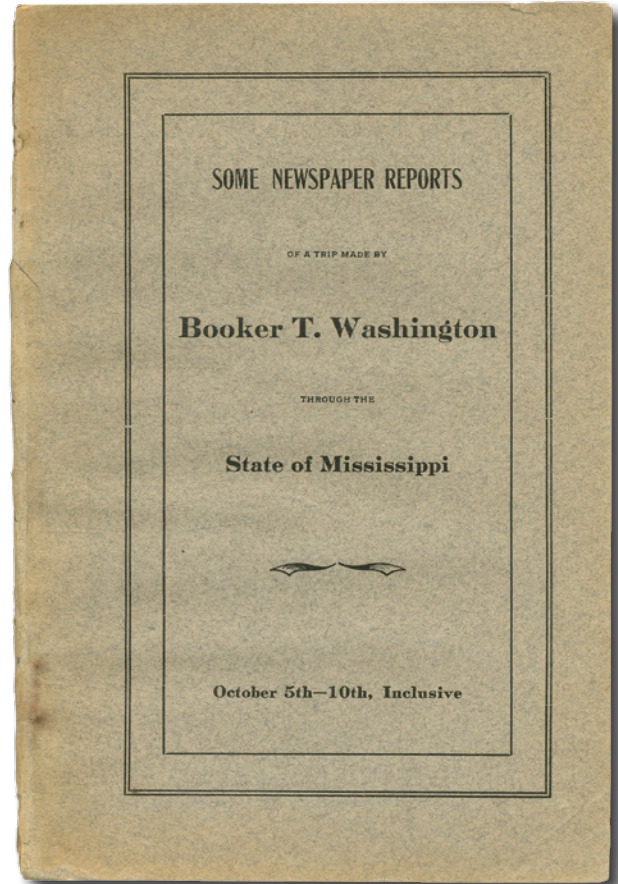 SOME NEWSPAPER REPORTS
OF A TRIP MADE BY
Booker T. Washington
THROUGH THE
State of Mississippi
October 5th—10th, Inclusive